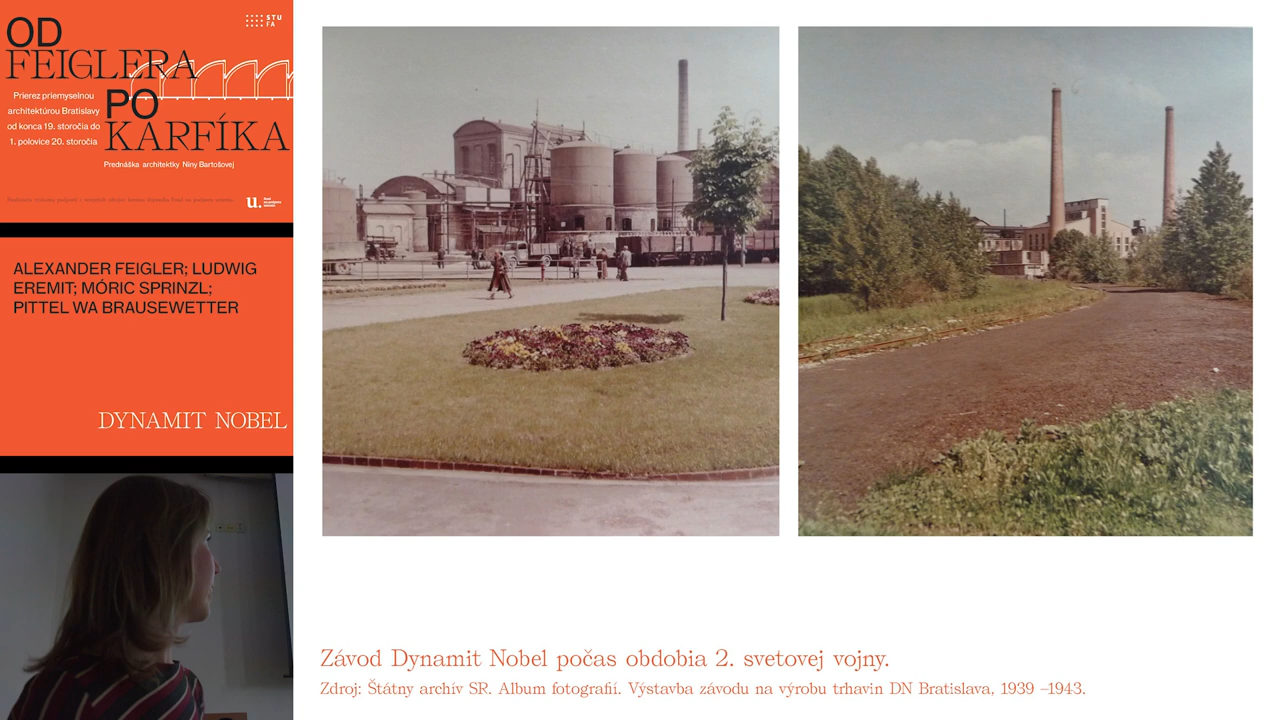 OD
FEIGLERA
STU
FA
Prierez priemyselnou
architektúrou Bratislavy
od konca 19. storočia do
1. polovice 20. storočia
PO
KARFÍKA
Prednáška architektky Niny Bartošovej
u.
ALEXANDER FEIGLER; LUDWIG
EREMIT; MÓRIC SPRINZL;
PITTEL WA BRAUSEWETTER
DYNAMIT NOBEL
Závod Dynamit Nobel počas obdobia 2. svetovej vojny.
Zdroj: Štátny archív SR. Album fotografií. Výstavba závodu na výrobu trhavin DN Bratislava, 1939 –1943.